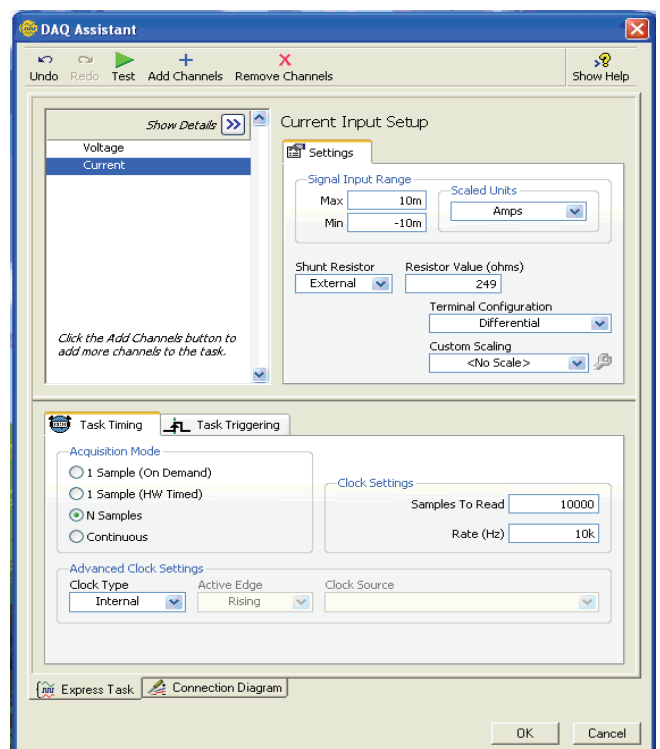 DAQ Assistant
Undo Redo Test Add Channels Remove Channels Show Help
Show Details
Voltage
Current
Click the Add Channels button to
add more channels to the task.
Current Input Setup
Settings
Signal Input Range
Max 10m
Min -10m
Scaled Units
Amps
Shunt Resistor Resistor Value (ohms)
External 249
Terminal Configuration
Differential
Custom Scaling
<No Scale>
Task Timing Task Triggering
Acquisition Mode
1 Sample (On Demand)
1 Sample (HW Timed)
N Samples
Continuous
Clock Settings
Samples To Read 10000
Rate (Hz) 10k
Advanced Clock Settings
Clock Type Active Edge Clock Source
Internal Rising
Express Task Connection Diagram
OK Cancel